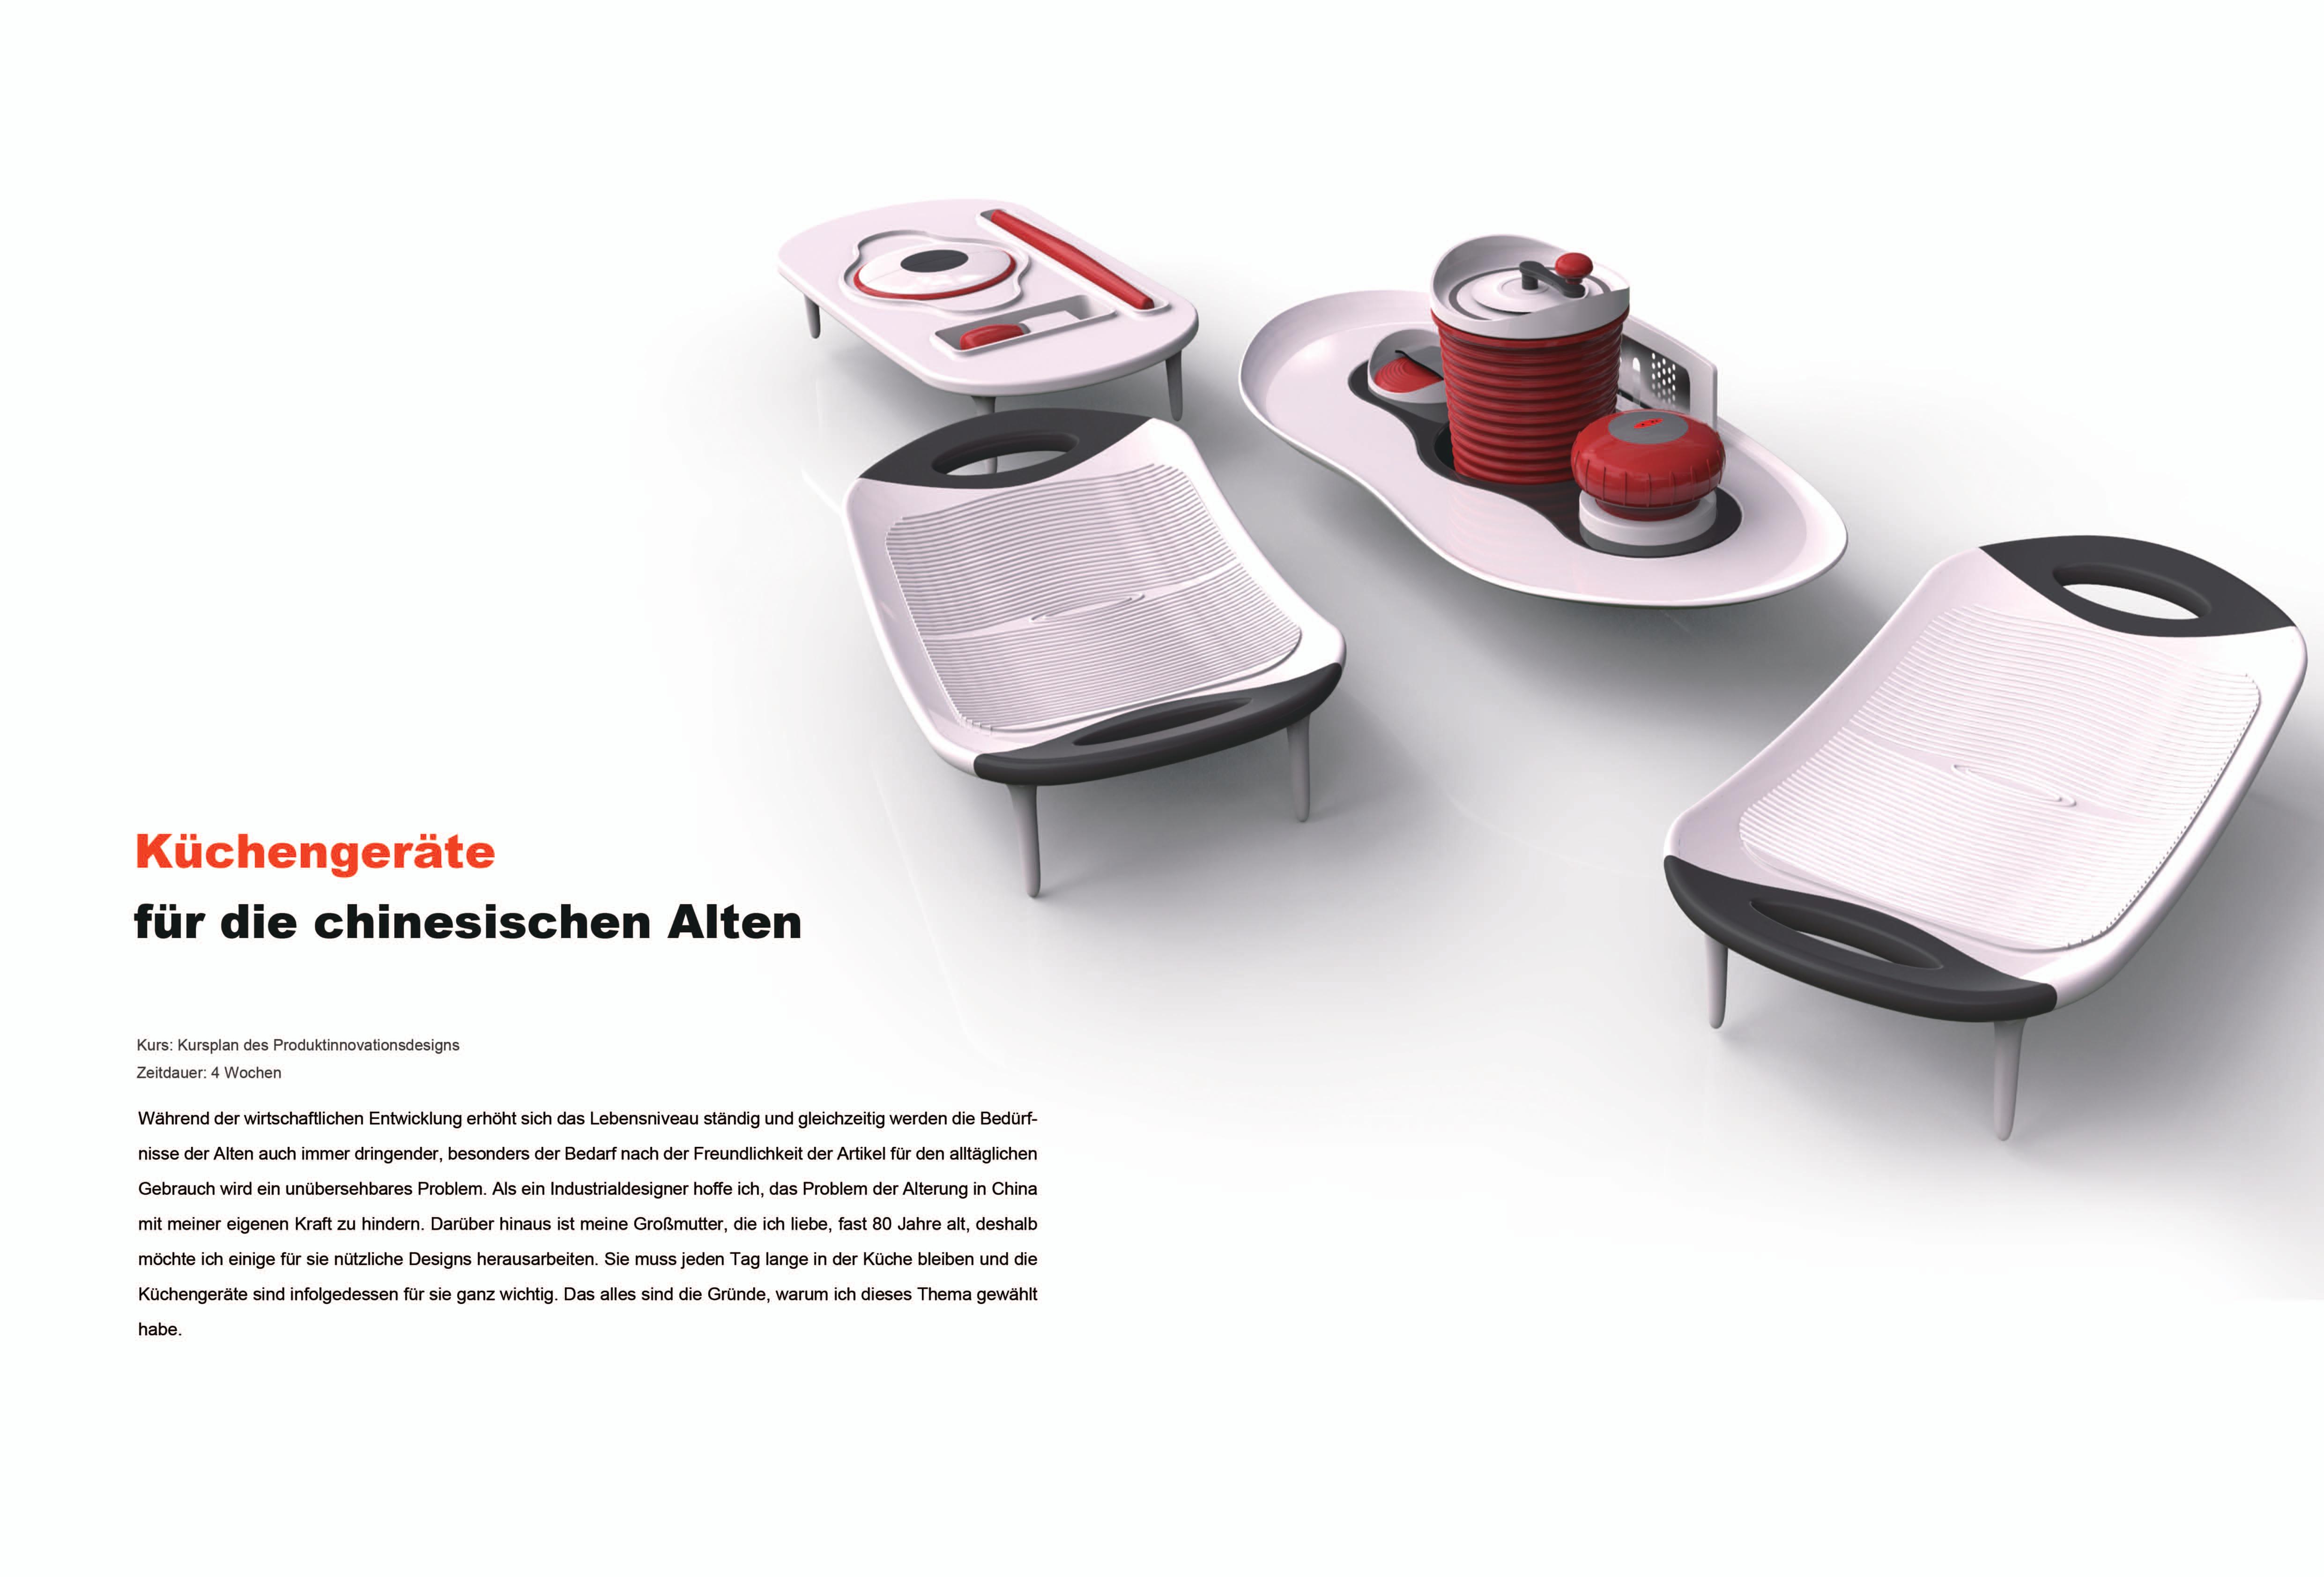 Küchengeräte
für die chinesischen Alten
Kurs: Kursplan des Produktinnovationsdesigns
Zeitdauer: 4 Wochen
Während der wirtschaftlichen Entwicklung erhöht sich das Lebensniveau ständig und gleichzeitig werden die Bedürf-
nisse der Alten auch immer dringender, besonders der Bedarf nach der Freundlichkeit der Artikel für den alltäglichen
Gebrauch wird ein unübersehbares Problem. Als ein Industrialdesigner hoffe ich, das Problem der Alterung in China
mit meiner eigenen Kraft zu hindern. Darüber hinaus ist meine Großmutter, die ich liebe, fast 80 Jahre alt, deshalb
möchte ich einige für sie nützliche Designs herausarbeiten. Sie muss jeden Tag lange in der Küche bleiben und die
Küchengeräte sind infolgedessen für sie ganz wichtig. Das alles sind die Gründe, warum ich dieses Thema gewählt
habe.